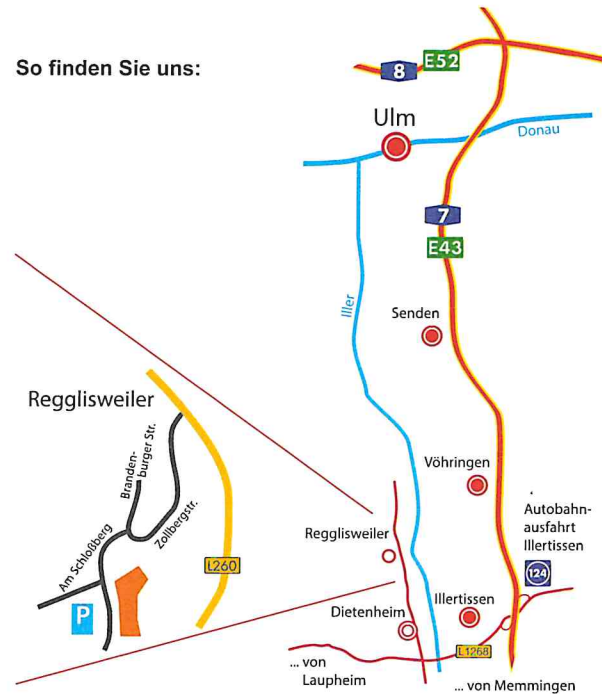 So finden Sie uns:
8
E52
Ulm
Donau
7
E43
Iller
Senden
Regglisweiler
Branden-
burger Str.
Zollbergstr.
Am Schloßberg
L260
P
Vöhringen
Autobahn-
ausfahrt
Illertissen
124
Regglisweiler
Dietenheim
Illertissen
L1268
... von
Laupheim
... von Memmingen